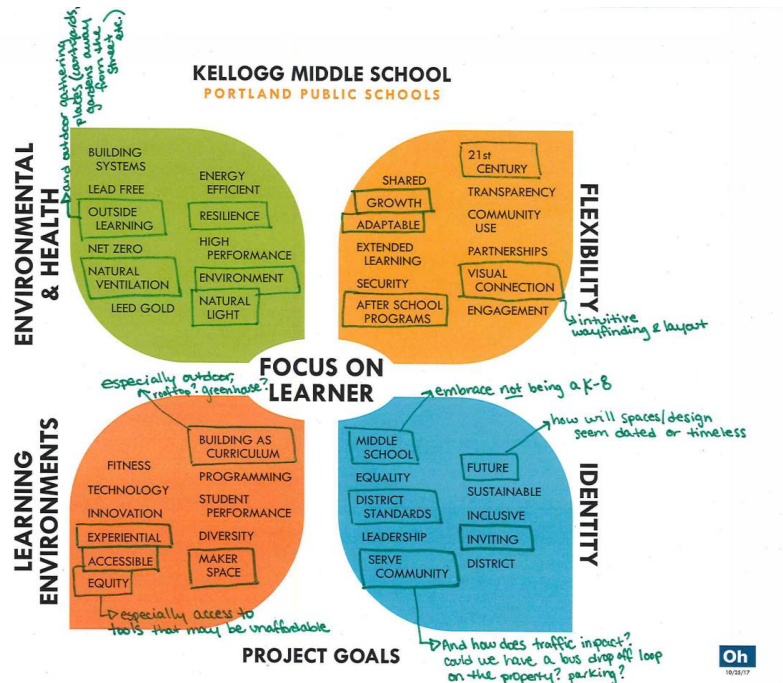 and outdoor gathering
places (courtyards,
gardens away
from the
street etc.)
KELLOGG MIDDLE SCHOOL
PORTLAND PUBLIC SCHOOLS
ENVIRONMENTAL
& HEALTH
BUILDING
SYSTEMS
LEAD FREE
OUTSIDE
LEARNING
NET ZERO
NATURAL
VENTILATION
LEED GOLD
ENERGY
EFFICIENT
RESILIENCE
HIGH
PERFORMANCE
ENVIRONMENT
NATURAL
LIGHT
SHARED
GROWTH
ADAPTABLE
EXTENDED
LEARNING
SECURITY
AFTER SCHOOL
PROGRAMS
21st
CENTURY
TRANSPARENCY
COMMUNITY
USE
PARTNERSHIPS
VISUAL
CONNECTION
ENGAGEMENT
FLEXIBILITY
intuitive
wayfinding & layout
FOCUS ON
LEARNER
especially outdoor,
rooftop? greenhouse?
LEARNING
ENVIRONMENTS
FITNESS
TECHNOLOGY
INNOVATION
EXPERIENTIAL
ACCESSIBLE
EQUITY
BUILDING AS
CURRICULUM
PROGRAMMING
STUDENT
PERFORMANCE
DIVERSITY
MAKER
SPACE
especially access to
tools that may be unaffordable
embrace not being a K-8
how will spaces/design
seem dated or timeless
MIDDLE
SCHOOL
EQUALITY
DISTRICT
STANDARDS
LEADERSHIP
SERVE
COMMUNITY
FUTURE
SUSTAINABLE
INCLUSIVE
INVITING
DISTRICT
IDENTITY
And how does traffic impact?
could we have a bus drop off loop
on the property? parking?
PROJECT GOALS
Oh
10/25/17